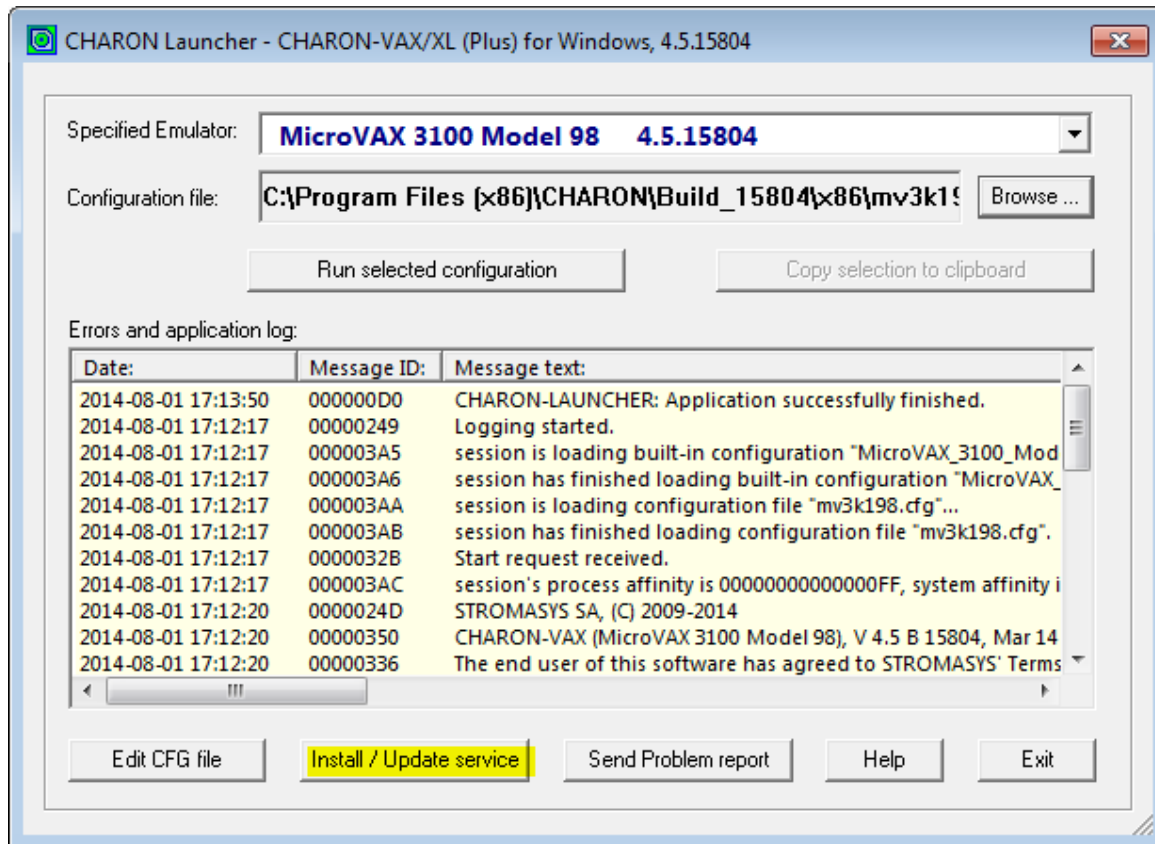 CHARON Launcher - CHARON-VAX/XL (Plus) for Windows, 4.5.15804
Specified Emulator: MicroVAX 3100 Model 98 4.5.15804
Configuration file: C:\Program Files (x86)\CHARON\Build_15804\x86\mv3k19 Browse ...
Run selected configuration Copy selection to clipboard
Errors and application log:
Date: Message ID: Message text:
2014-08-01 17:13:50 000000D0 CHARON-LAUNCHER: Application successfully finished.
2014-08-01 17:12:17 00000249 Logging started.
2014-08-01 17:12:17 000003A5 session is loading built-in configuration "MicroVAX_3100_Mod
2014-08-01 17:12:17 000003A6 session has finished loading built-in configuration "MicroVAX_
2014-08-01 17:12:17 000003AA session is loading configuration file "mv3k198.cfg"...
2014-08-01 17:12:17 000003AB session has finished loading configuration file "mv3k198.cfg".
2014-08-01 17:12:17 0000032B Start request received.
2014-08-01 17:12:17 000003AC session's process affinity is 00000000000000FF, system affinity i
2014-08-01 17:12:20 0000024D STROMASYS SA, (C) 2009-2014
2014-08-01 17:12:20 00000350 CHARON-VAX (MicroVAX 3100 Model 98), V 4.5 B 15804, Mar 14
2014-08-01 17:12:20 00000336 The end user of this software has agreed to STROMASYS' Terms
Edit CFG file Install / Update service Send Problem report Help Exit